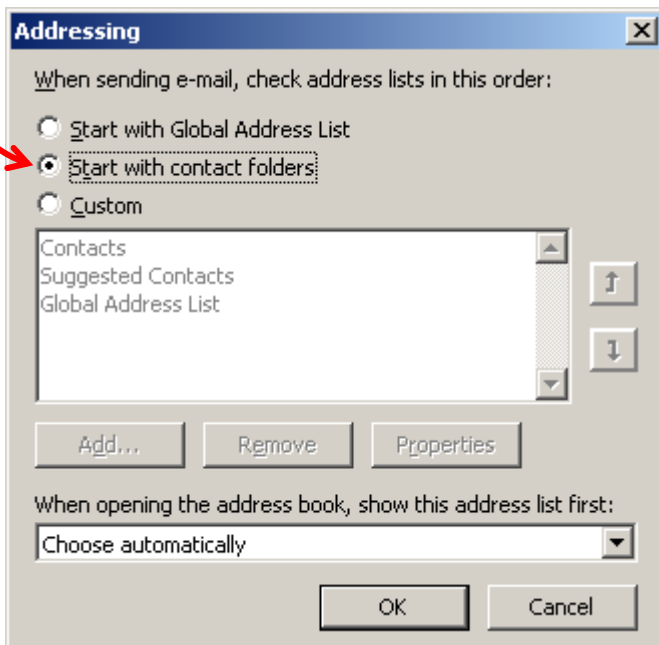 Addressing
When sending e-mail, check address lists in this order:
Start with Global Address List
Start with contact folders
Custom
Contacts
Suggested Contacts
Global Address List
Add...
Remove
Properties
When opening the address book, show this address list first:
Choose automatically
OK
Cancel